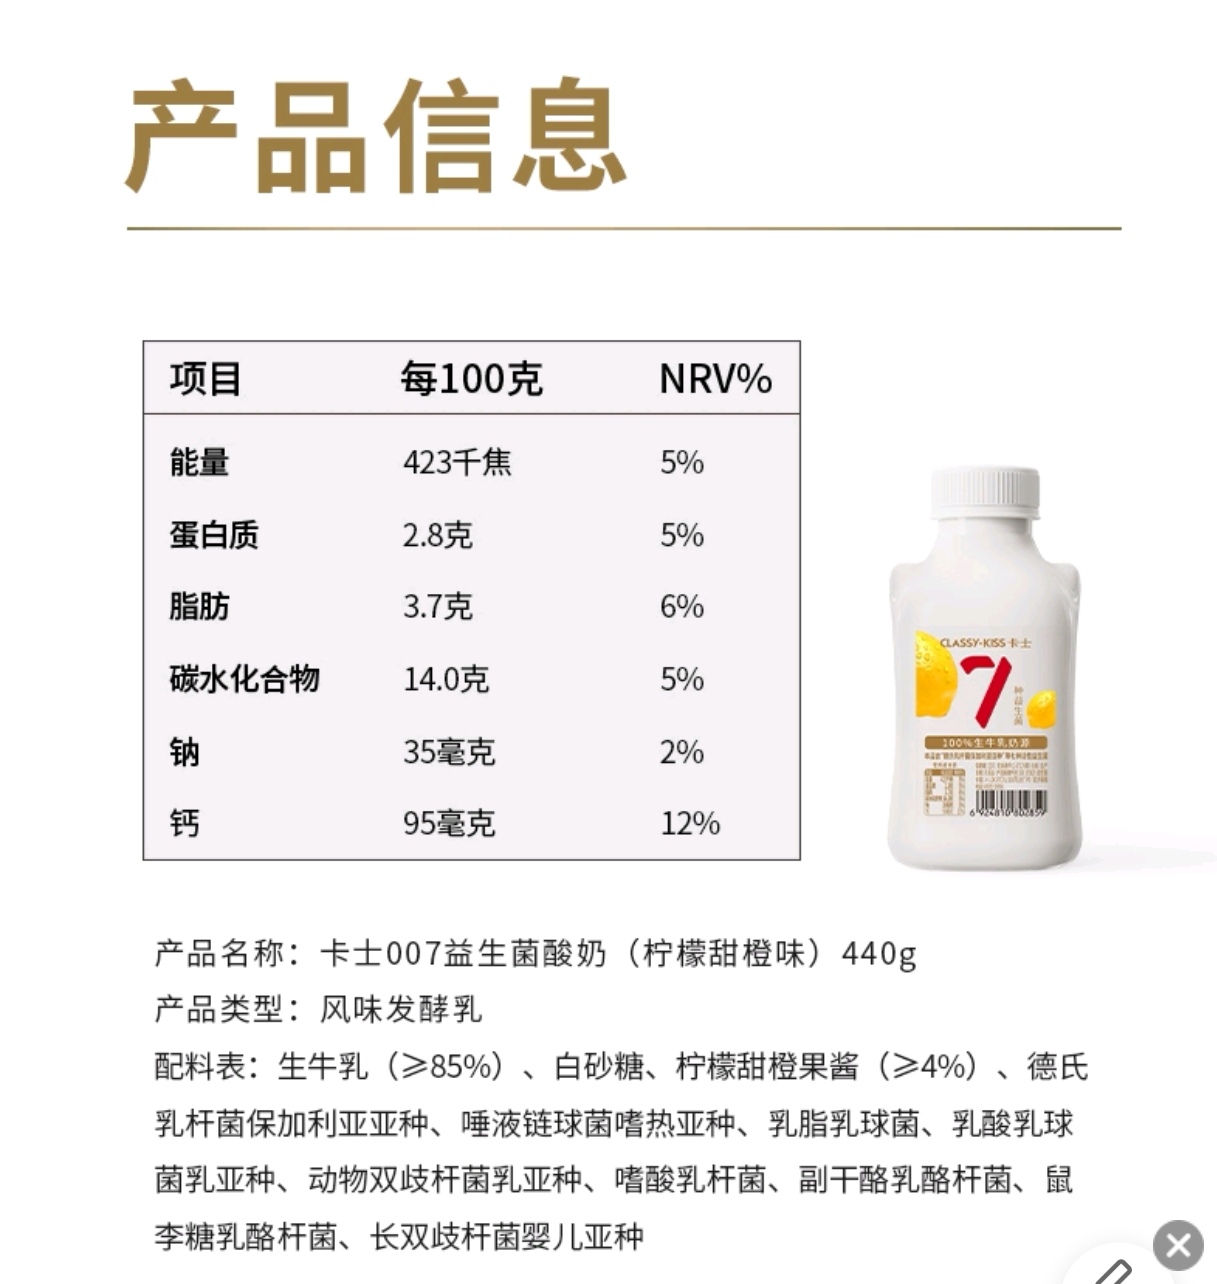 产品信息
项目 每100克 NRV%
能量 423千焦 5%
蛋白质 2.8克 5%
脂肪 3.7克 6%
碳水化合物 14.0克 5%
钠 35毫克 2%
钙 95毫克 12%
CLASSY·KISS 卡士
7
种益生菌
100%生牛乳奶源
6 924810 802859
产品名称：卡士007益生菌酸奶（柠檬甜橙味）440g
产品类型：风味发酵乳
配料表：生牛乳（≥85%）、白砂糖、柠檬甜橙果酱（≥4%）、德氏
乳杆菌保加利亚亚种、唾液链球菌嗜热亚种、乳脂乳球菌、乳酸乳球
菌乳亚种、动物双歧杆菌乳亚种、嗜酸乳杆菌、副干酪乳酪杆菌、鼠
李糖乳酪杆菌、长双歧杆菌婴儿亚种